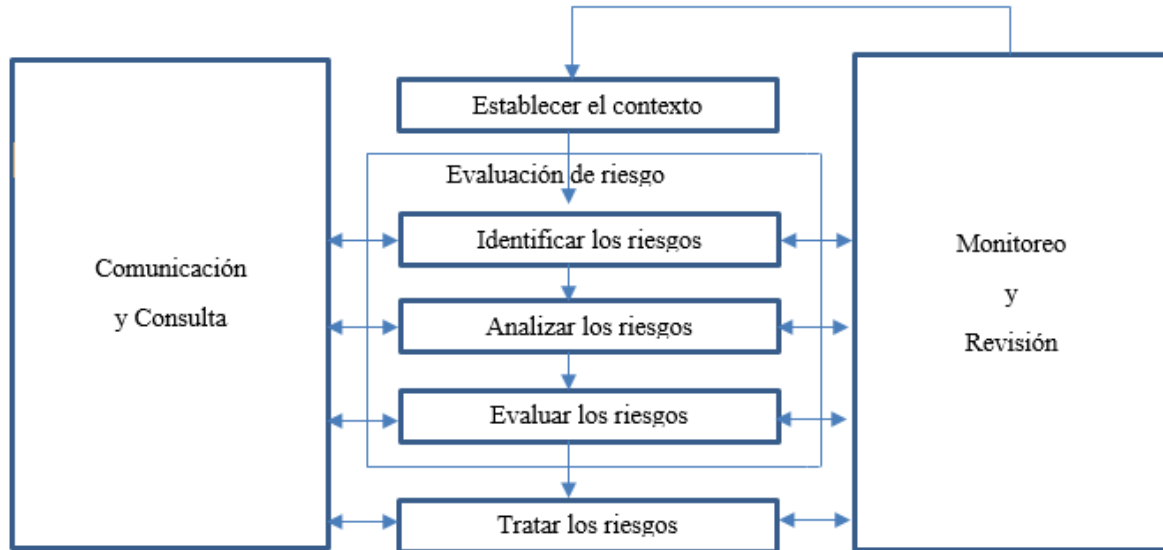 Establecer el contexto
Evaluación de riesgo
Identificar los riesgos
Comunicación
y Consulta
Analizar los riesgos
Evaluar los riesgos
Tratar los riesgos
Monitoreo
y
Revisión